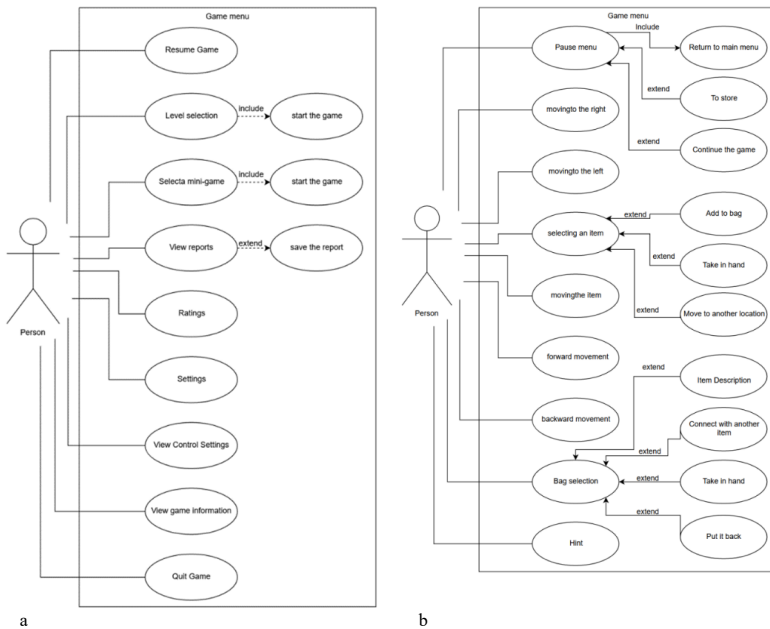 Game menu
Resume Game
Level selection
include
start the game
Selecta mini-game
include
start the game
View reports
extend
save the report
Person
Ratings
Settings
View Control Settings
View game information
Quit Game
a
Game menu
Pause menu
Include
Return to main menu
extend
To store
movingto the right
extend
Continue the game
movingto the left
selecting an item
extend
Add to bag
extend
Take in hand
extend
Move to another location
Person
movingthe item
forward movement
extend
Item Description
backward movement
Connect with another
item
extend
Bag selection
extend
Take in hand
extend
Put it back
Hint
b